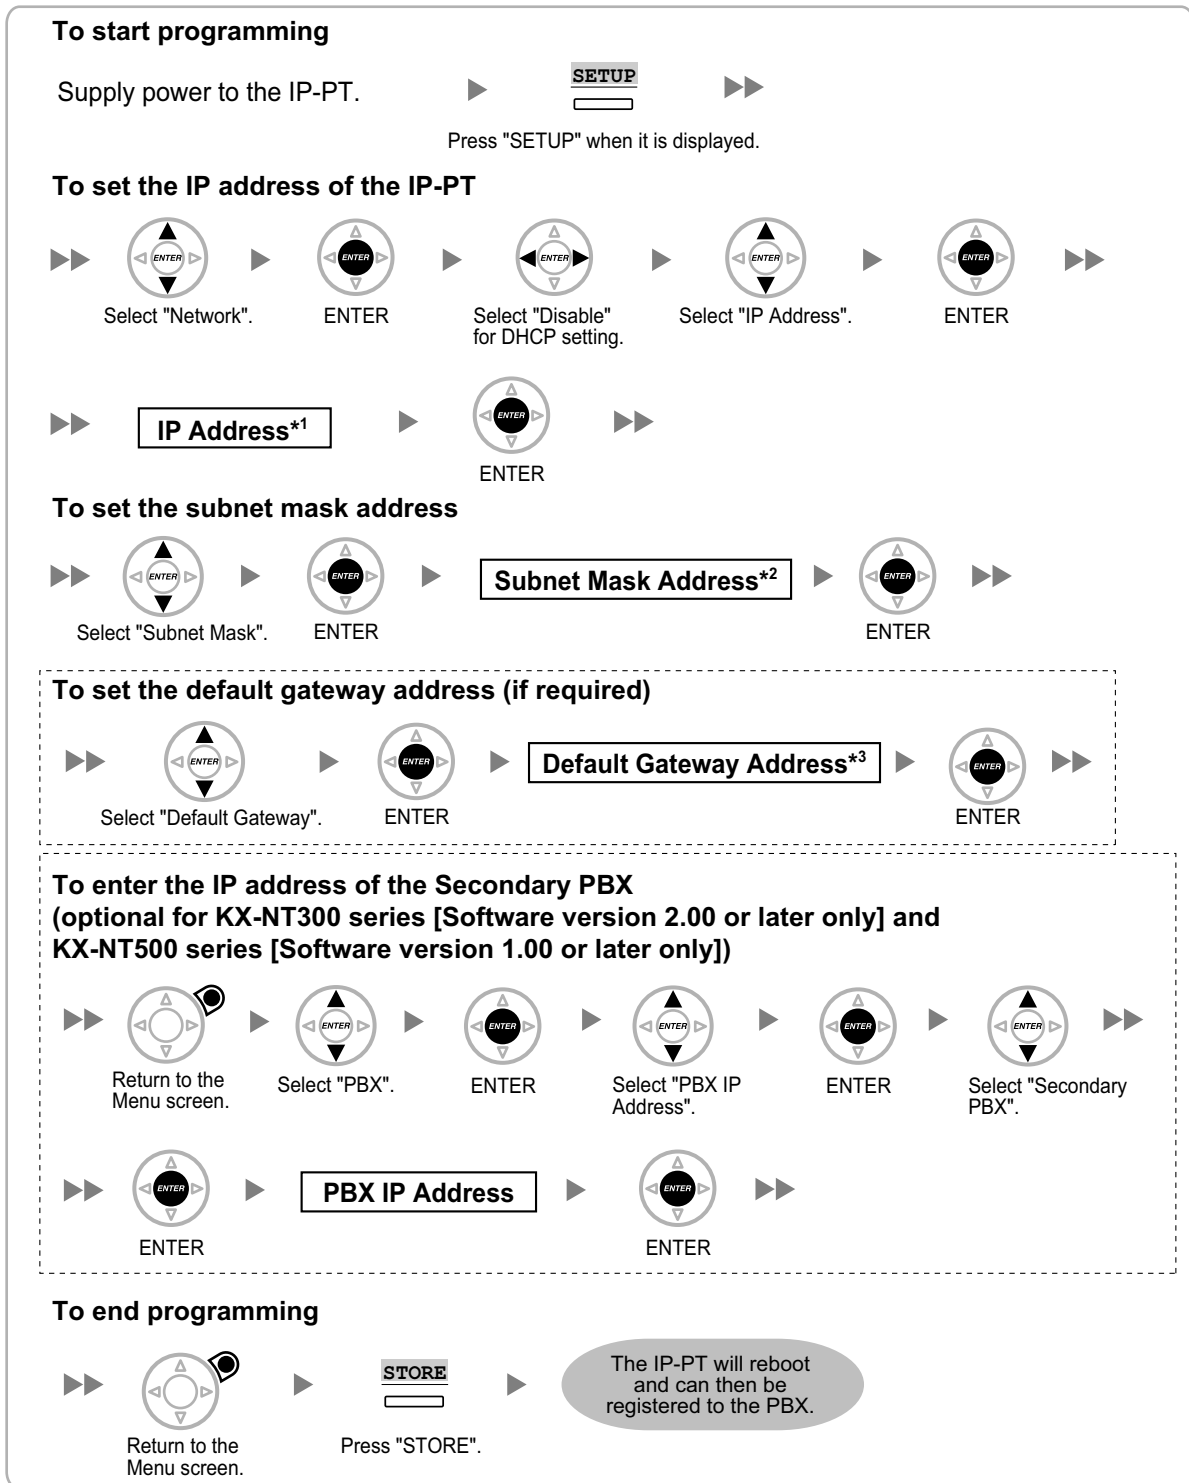 To start programming
Supply power to the IP-PT.
SETUP
Press "SETUP" when it is displayed.
To set the IP address of the IP-PT
ENTER ENTER ENTER ENTER ENTER
Select "Network".
ENTER
Select "Disable"
for DHCP setting.
Select "IP Address".
ENTER
IP Address*1
ENTER
ENTER
To set the subnet mask address
ENTER ENTER
Subnet Mask Address*2
ENTER
Select "Subnet Mask".
ENTER
ENTER
To set the default gateway address (if required)
ENTER ENTER
Default Gateway Address*3
ENTER
Select "Default Gateway".
ENTER
ENTER
To enter the IP address of the Secondary PBX
(optional for KX-NT300 series [Software version 2.00 or later only] and
KX-NT500 series [Software version 1.00 or later only])
ENTER ENTER ENTER ENTER ENTER
Return to the
Menu screen.
Select "PBX".
ENTER
Select "PBX IP
Address".
ENTER
Select "Secondary
PBX".
ENTER
PBX IP Address
ENTER
ENTER
ENTER
To end programming
STORE
The IP-PT will reboot
and can then be
registered to the PBX.
Return to the
Menu screen.
Press "STORE".